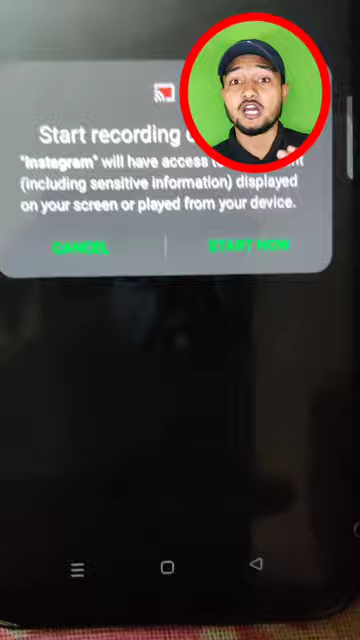 Start recording
"Instagram" will have access
(including sensitive information) displayed
on your screen or played from your device.
CANCEL
START NOW